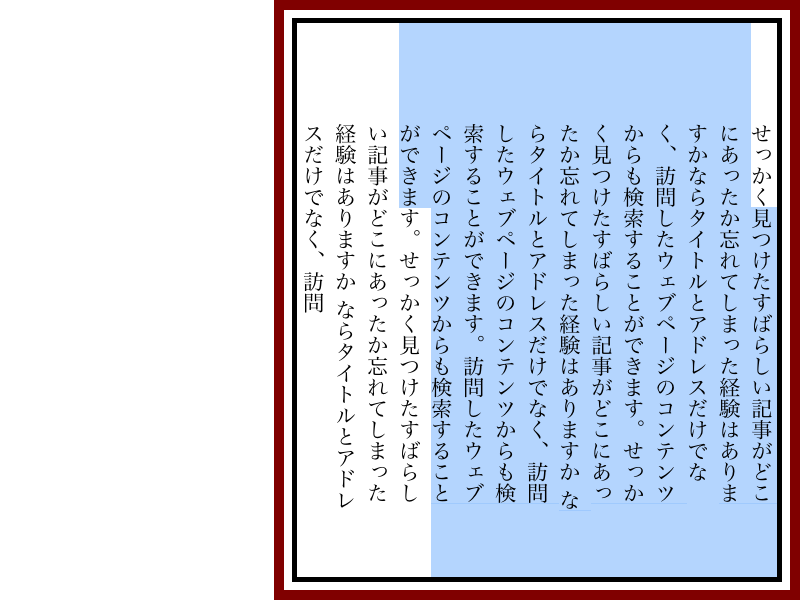 せっかく見つけたすばらしい記事がどこ
にあったか忘れてしまった経験はありま
すかならタイトルとアドレスだけでな
く、訪問したウェブページのコンテンツ
からも検索することができます。せっか
く見つけたすばらしい記事がどこにあっ
たか忘れてしまった経験はありますか な
らタイトルとアドレスだけでなく、訪問
したウェブページのコンテンツからも検
索することができます。訪問したウェブ
ページのコンテンツからも検索すること
ができます。せっかく見つけたすばらし
い記事がどこにあったか忘れてしまった
経験はありますか ならタイトルとアドレ
スだけでなく、訪問